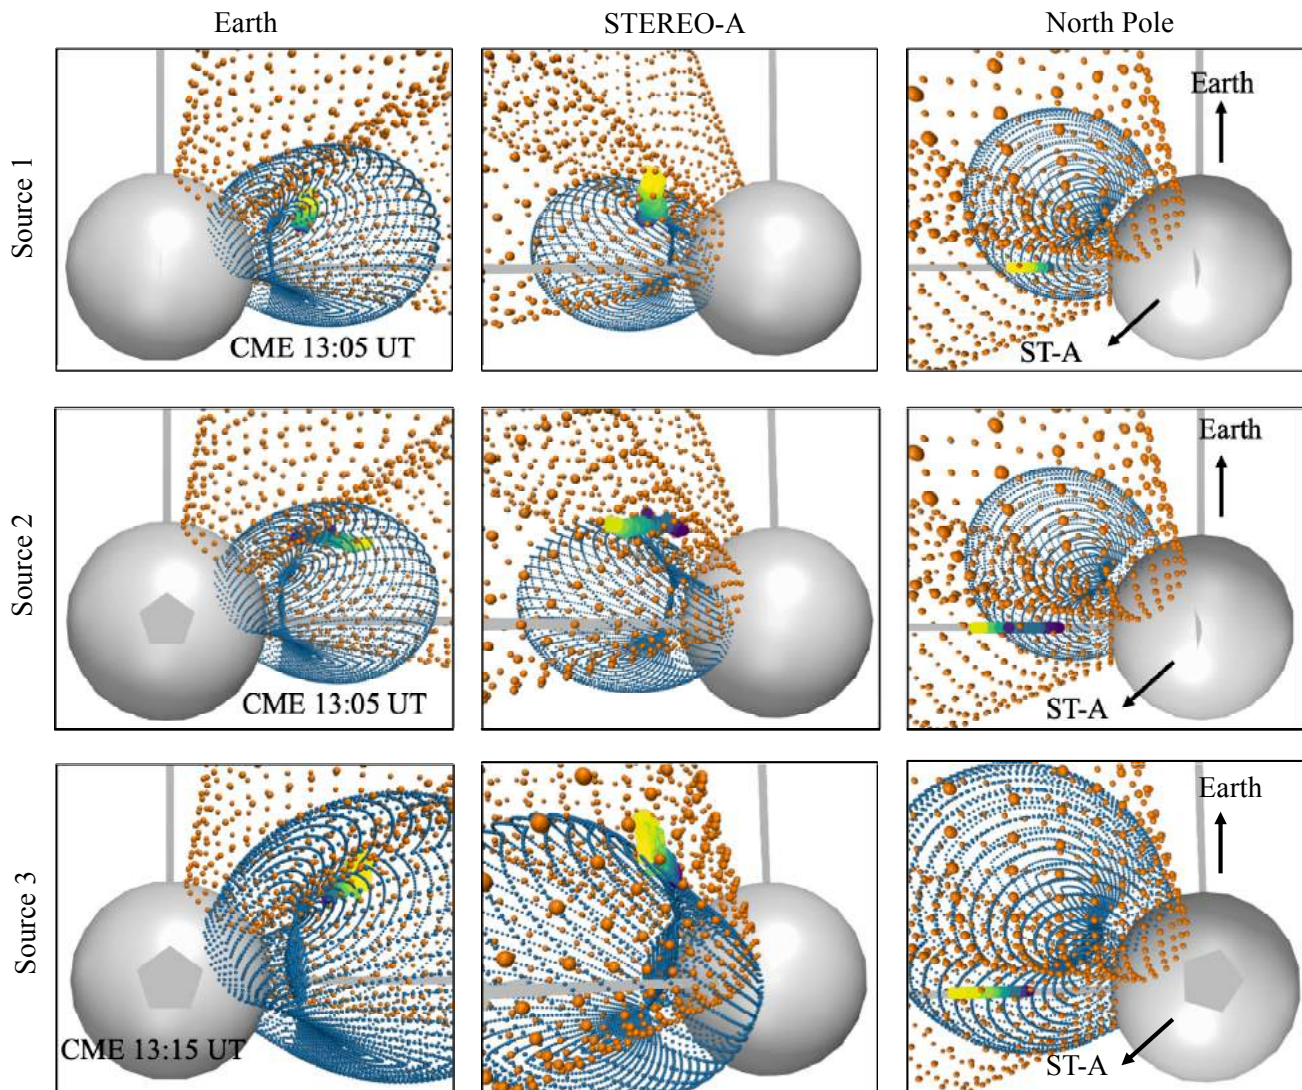 Earth
STEREO-A
North Pole
Source 1
CME 13:05 UT
Earth
ST-A
Source 2
CME 13:05 UT
Earth
ST-A
Source 3
CME 13:15 UT
Earth
ST-A